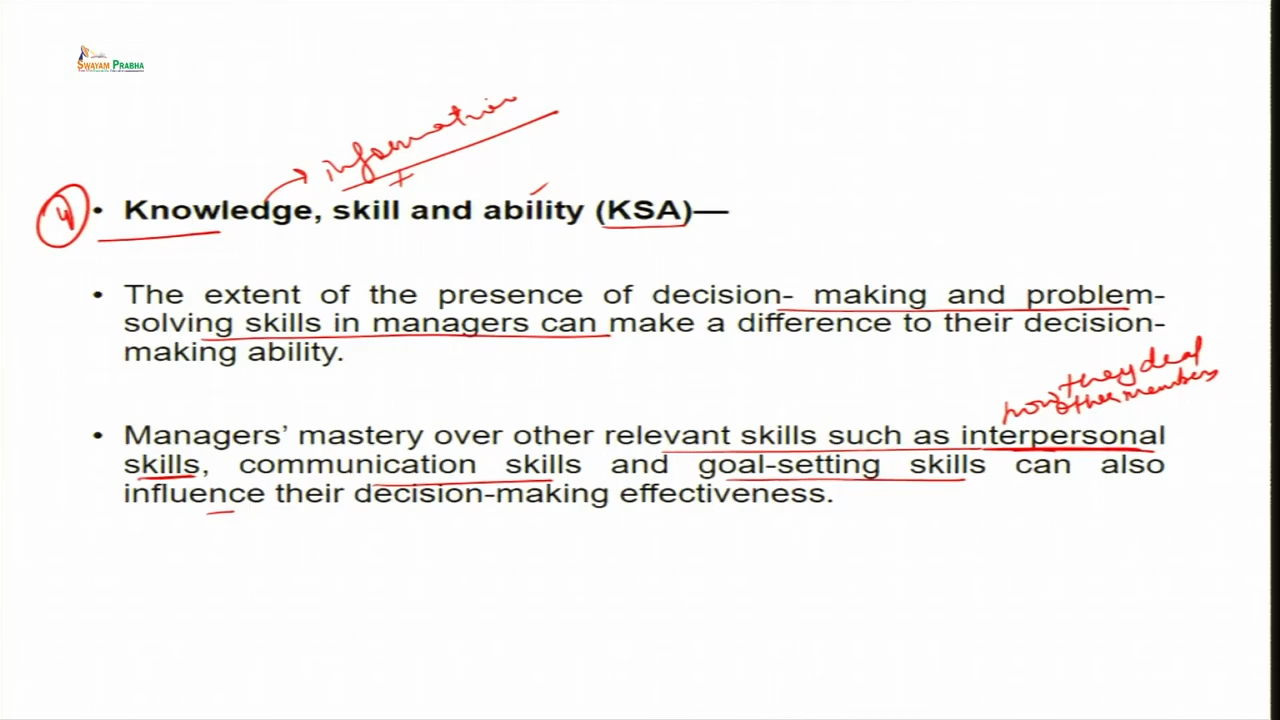 SWAYAM PRABHA
information
+
4
• Knowledge, skill and ability (KSA)—
• The extent of the presence of decision- making and problem-
solving skills in managers can make a difference to their decision-
making ability.
how they deal
other members
• Managers’ mastery over other relevant skills such as interpersonal
skills, communication skills and goal-setting skills can also
influence their decision-making effectiveness.